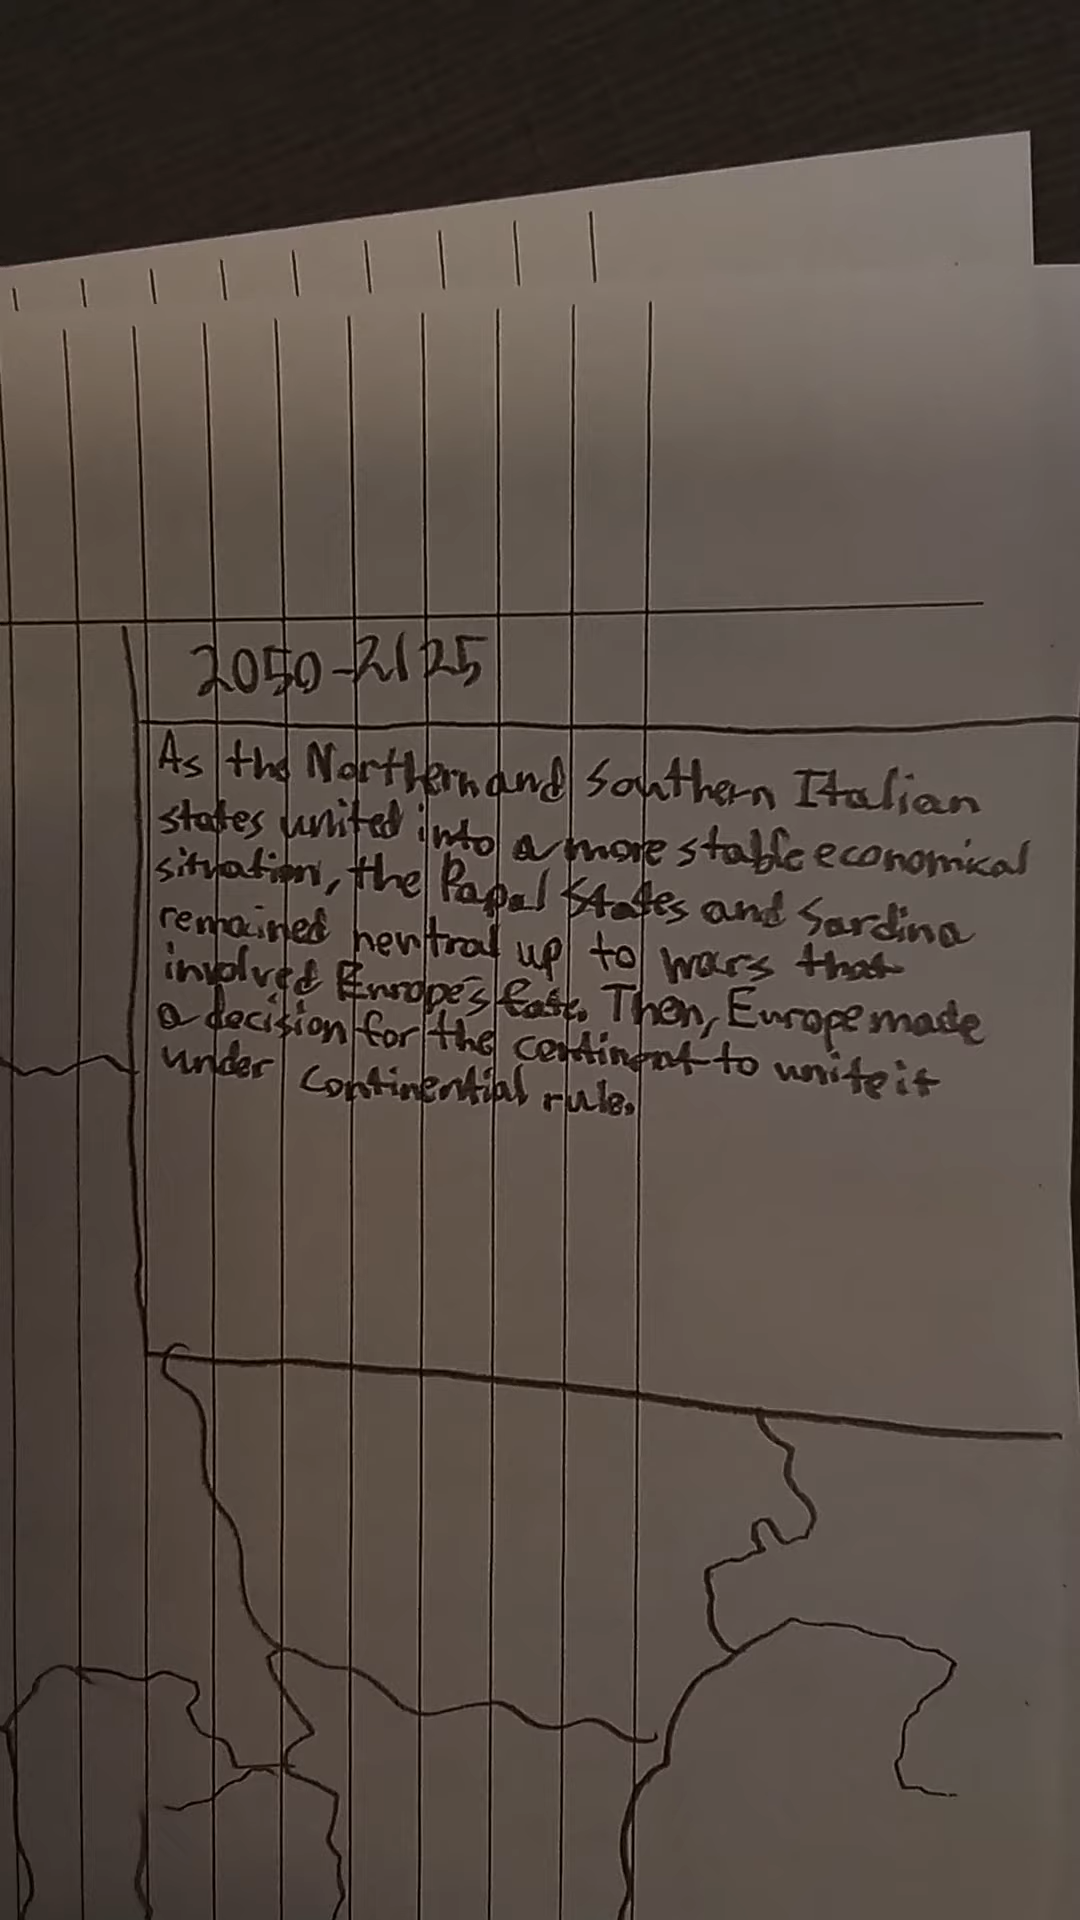 2050-2125
As the Northern and Southern Italian
states united into a more stable economical
situation, the Papal States and Sardina
remained neutral up to wars that
involved Europe's fate. Then, Europe made
a decision for the continent to unite it
under Continential rule.